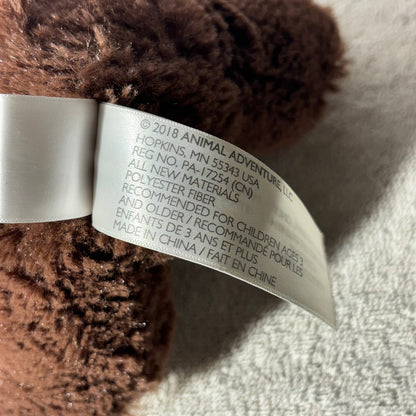 © 2018 ANIMAL ADVENTURE, LLC
HOPKINS, MN 55343 USA
REG NO. PA-17254 (CN)
ALL NEW MATERIALS
POLYESTER FIBER
RECOMMENDED FOR CHILDREN AGES 3
AND OLDER / RECOMMANDÉ POUR LES
ENFANTS DE 3 ANS ET PLUS
MADE IN CHINA / FAIT EN CHINE